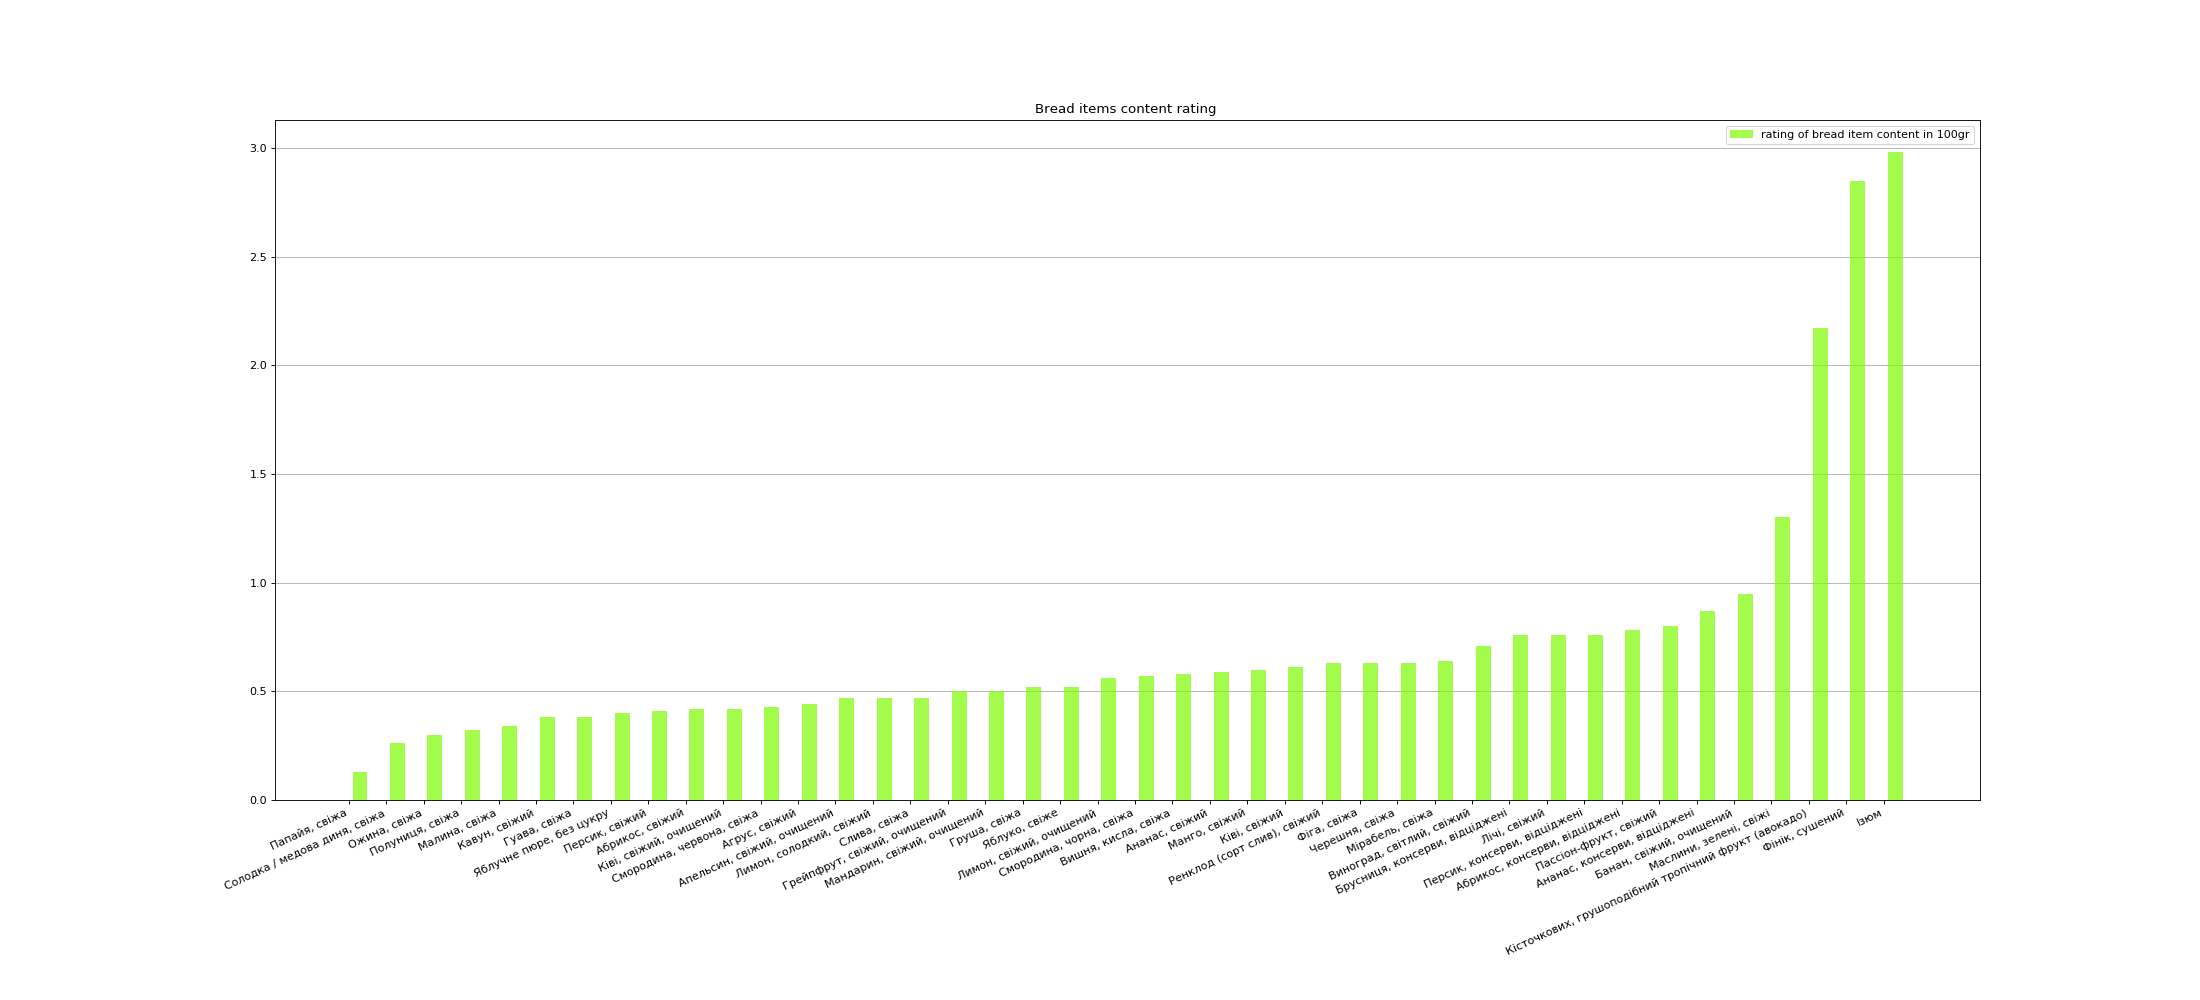 Bread items content rating
rating of bread item content in 100gr
3.0
2.5
2.0
1.5
1.0
0.5
0.0
Папайя, свіжа
Солодка / медова диня, свіжа
Ожина, свіжа
Полуниця, свіжа
Малина, свіжа
Кавун, свіжий
Гуава, свіжа
Яблучне пюре, без цукру
Персик, свіжий
Абрикос, свіжий
Ківі, свіжий, очищений
Смородина, червона, свіжа
Агрус, свіжий
Апельсин, свіжий, очищений
Лимон, солодкий, свіжий
Слива, свіжа
Грейпфрут, свіжий, очищений
Мандарин, свіжий, очищений
Груша, свіжа
Яблуко, свіже
Лимон, свіжий, очищений
Смородина, чорна, свіжа
Вишня, кисла, свіжа
Ананас, свіжий
Манго, свіжий
Ківі, свіжий
Ренклод (сорт слив), свіжий
Фіга, свіжа
Черешня, свіжа
Мірабель, свіжа
Виноград, світлий, свіжий
Брусниця, консерви, відціджені
Лічі, свіжий
Персик, консерви, відціджені
Абрикос, консерви, відціджені
Пассіон-фрукт, свіжий
Ананас, консерви, відціджені
Банан, свіжий, очищений
Маслини, зелені, свіжі
Кісточкових, грушоподібний тропічний фрукт (авокадо)
Фінік, сушений
Ізюм